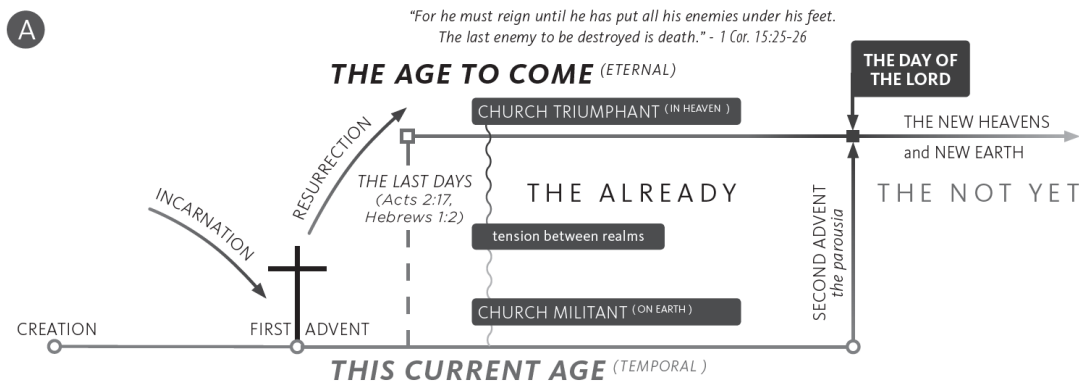 A
“For he must reign until he has put all his enemies under his feet.
The last enemy to be destroyed is death.” - 1 Cor. 15:25-26
THE DAY OF
THE LORD
THE AGE TO COME (ETERNAL)
CHURCH TRIUMPHANT (IN HEAVEN )
THE NEW HEAVENS
and NEW EARTH
RESURRECTION
THE LAST DAYS
(Acts 2:17,
Hebrews 1:2)
THE ALREADY
THE NOT YET
INCARNATION
tension between realms
SECOND ADVENT
the parousia
CHURCH MILITANT (ON EARTH )
CREATION
FIRST ADVENT
THIS CURRENT AGE (TEMPORAL )